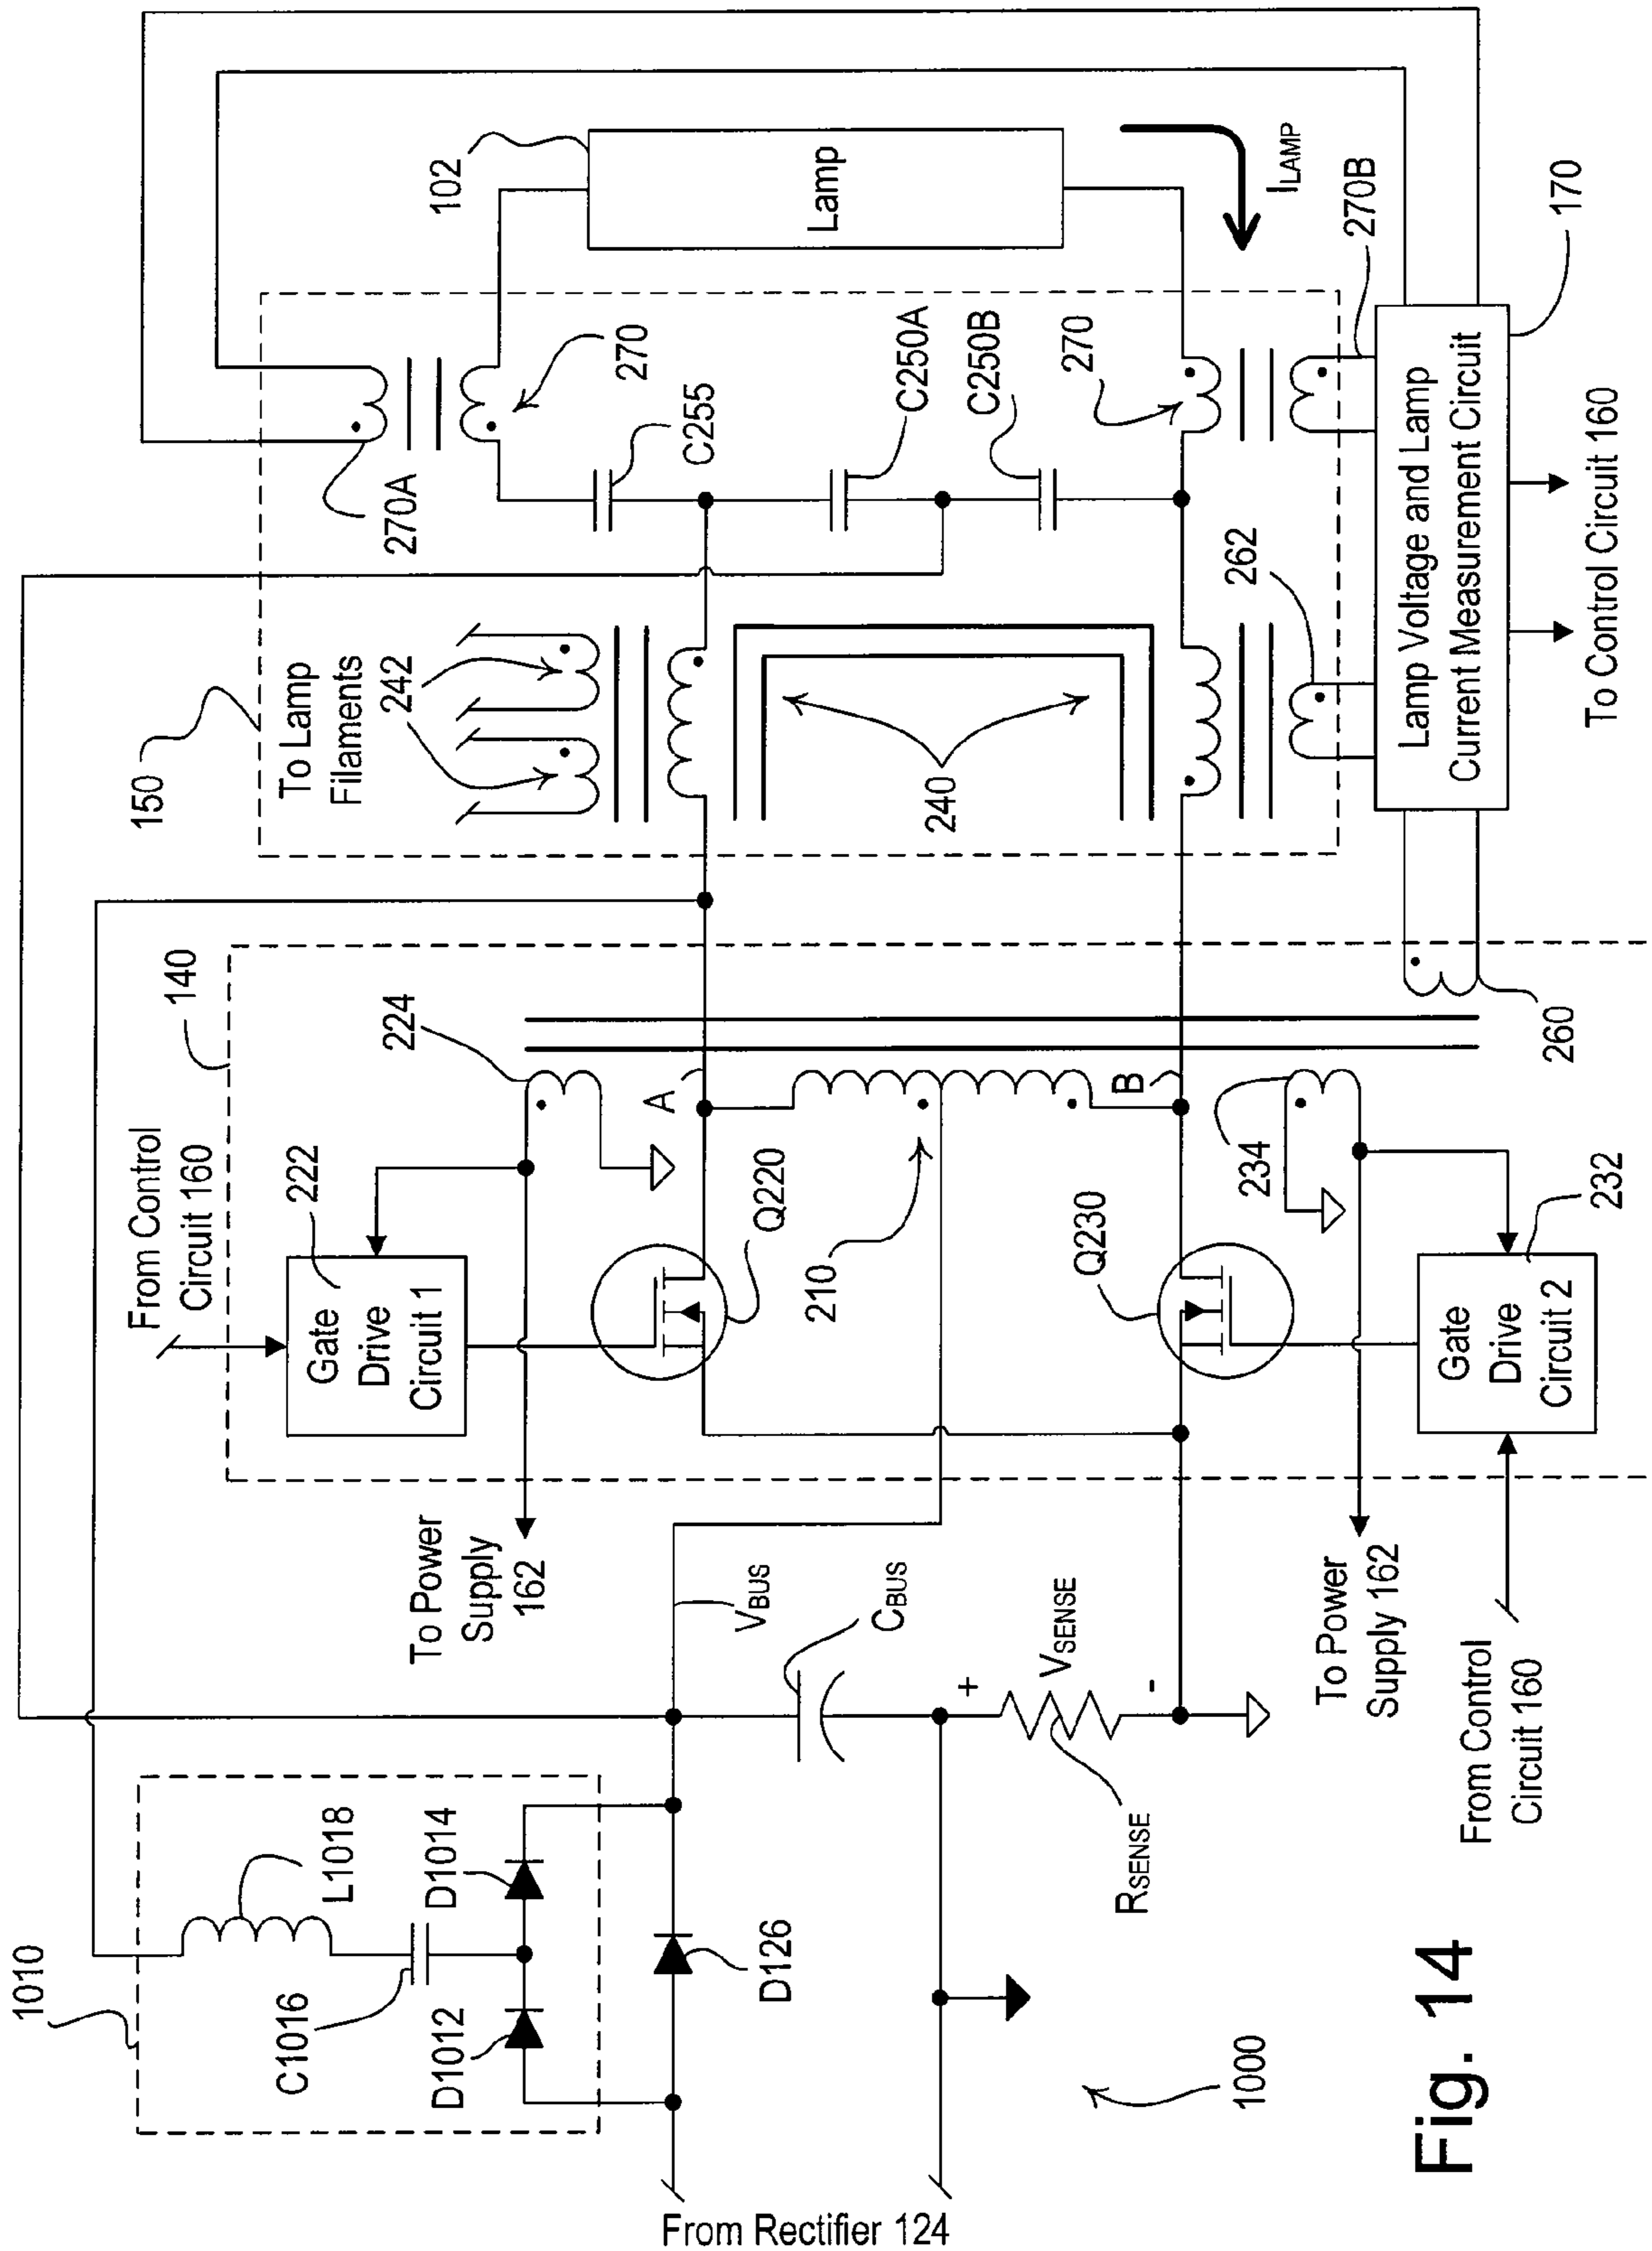 1010
L1018
C1016
D1014
D1012
D126
From Rectifier 124
VBUS
CBUS
+
VSENSE
-
RSENSE
1000
From Control
Circuit 160
222
Gate
Drive
Circuit 1
To Power
Supply
162
140
224
A
Q220
210
B
Q230
234
232
Gate
Drive
Circuit 2
To Power
Supply 162
From Control
Circuit 160
260
150
To Lamp
Filaments
242
240
262
270A
270
C255
C250A
C250B
270
270B
102
Lamp
ILAMP
170
Lamp Voltage and Lamp
Current Measurement Circuit
To Control Circuit 160
Fig. 14